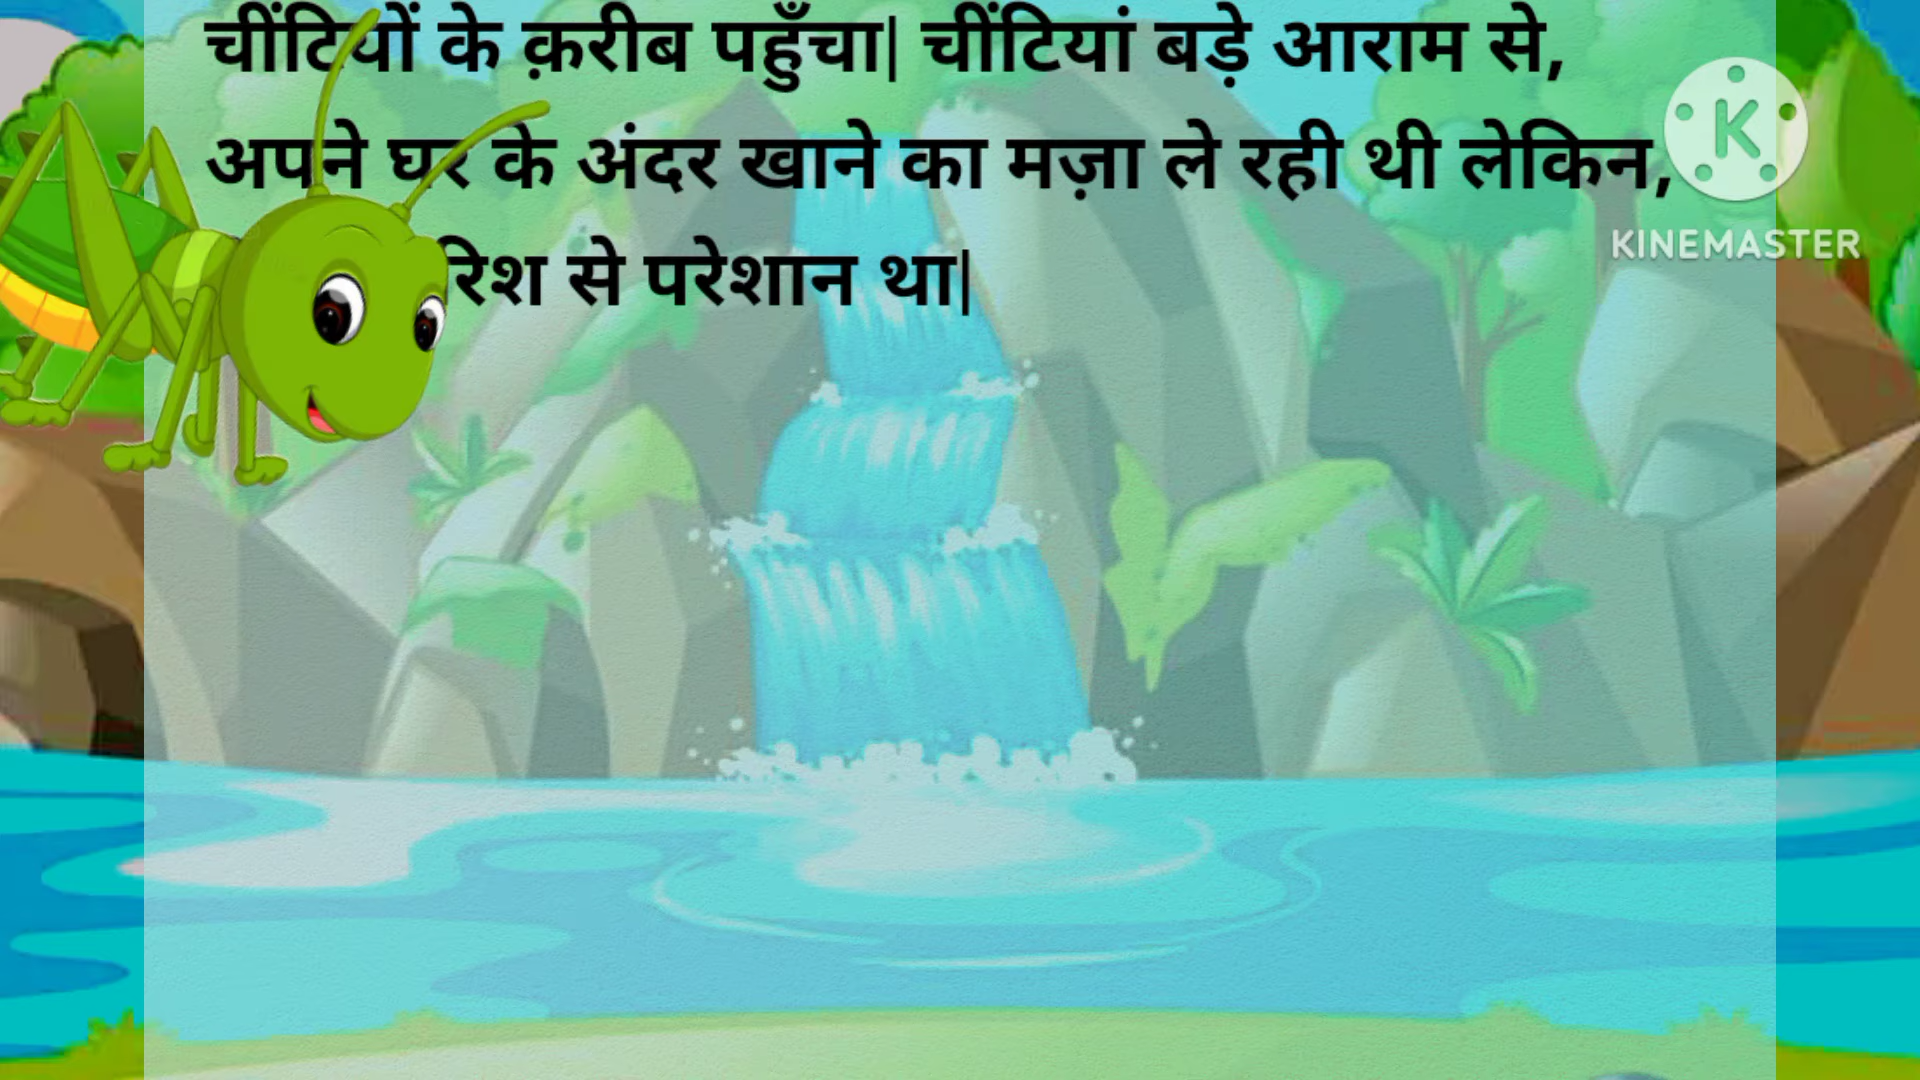 चींटियों के क़रीब पहुँचा| चींटियां बड़े आराम से,
अपने घर के अंदर खाने का मज़ा ले रही थी लेकिन,
से परेशान था|
KINEMASTER